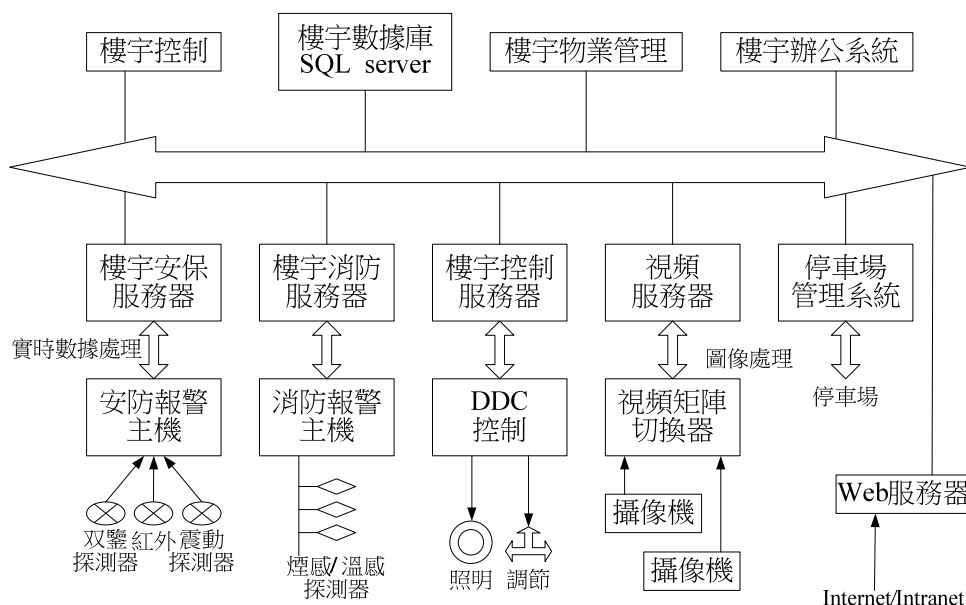 樓宇控制
樓宇數據庫
SQL server
樓宇物業管理
樓宇辦公系統
樓宇安保
服務器
樓宇消防
服務器
樓宇控制
服務器
視頻
服務器
停車場
管理系統
實時數據處理
圖像處理
安防報警
主機
消防報警
主機
DDC
控制
視頻矩陣
切換器
停車場
双鑒
探測器
紅外
震動
探測器
煙感/溫感
探測器
照明
調節
攝像機
攝像機
Web服務器
Internet/Intranet